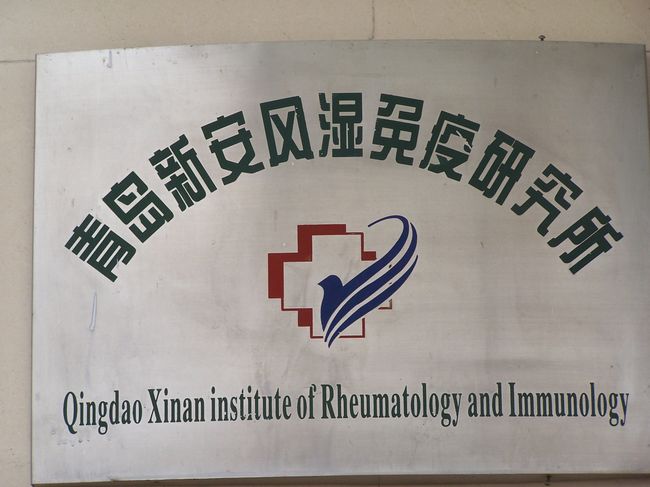 青岛新安风湿免疫研究所
Qingdao Xinan institute of Rheumatology and Immunology